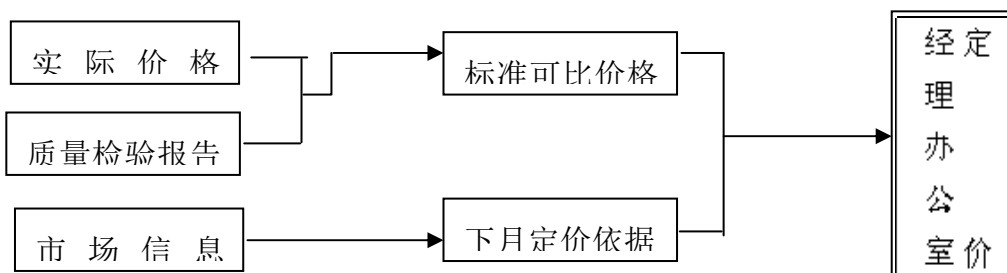 实际价格
质量检验报告
市场信息
标准可比价格
下月定价依据
经定
理
办
公
室价